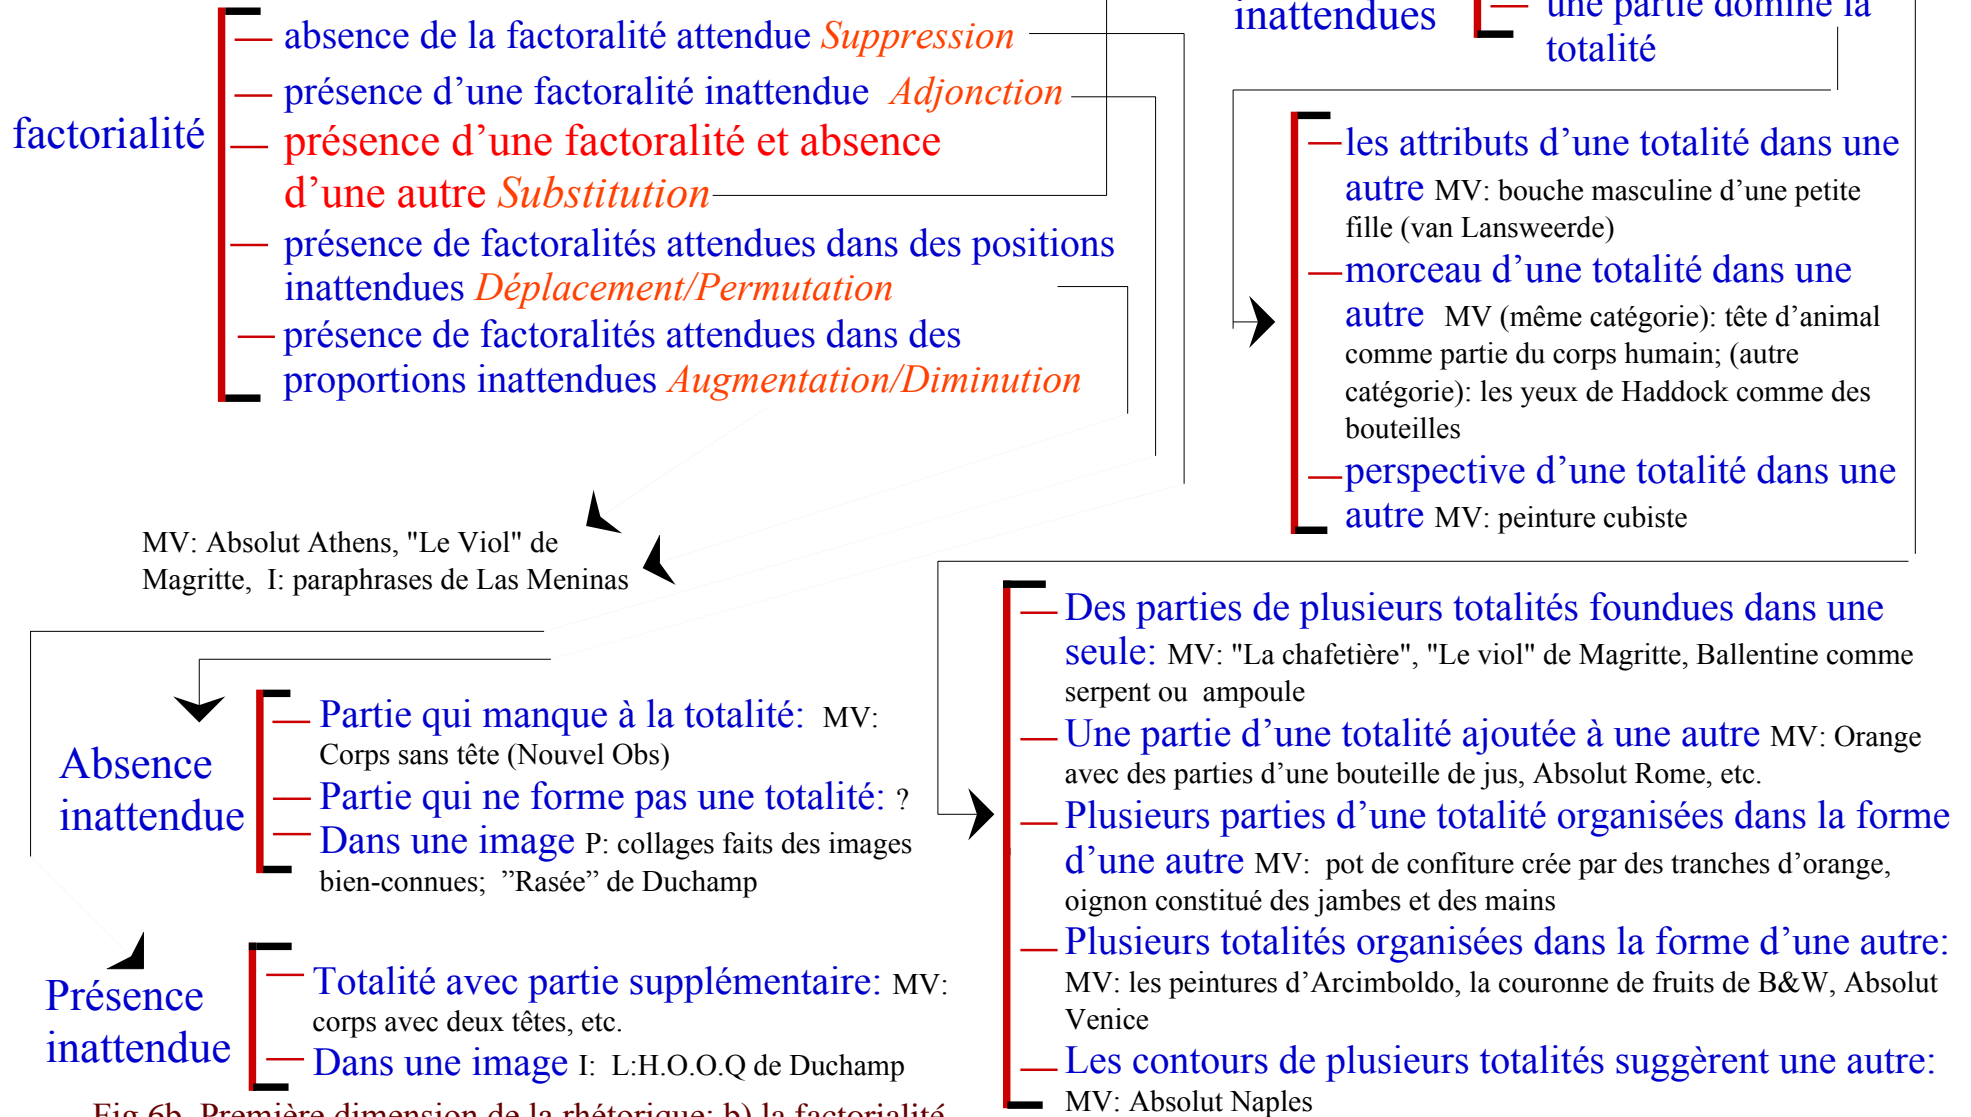 factorialité
absence de la factoralité attendue Suppression
présence d'une factoralité inattendue Adjonction
présence d'une factoralité et absence
d'une autre Substitution
présence de factoralités attendues dans des positions
inattendues Déplacement/Permutation
présence de factoralités attendues dans des
proportions inattendues Augmentation/Diminution
inattendues
une partie domine la
totalité
les attributs d'une totalité dans une
autre MV: bouche masculine d'une petite
fille (van Lansweerde)
morceau d'une totalité dans une
autre MV (même catégorie): tête d'animal
comme partie du corps humain; (autre
catégorie): les yeux de Haddock comme des
bouteilles
perspective d'une totalité dans une
autre MV: peinture cubiste
MV: Absolut Athens, "Le Viol" de
Magritte, I: paraphrases de Las Meninas
Absence
inattendue
Partie qui manque à la totalité: MV:
Corps sans tête (Nouvel Obs)
Partie qui ne forme pas une totalité: ?
Dans une image P: collages faits des images
bien-connues; ”Rasée” de Duchamp
Présence
inattendue
Totalité avec partie supplémentaire: MV:
corps avec deux têtes, etc.
Dans une image I: L:H.O.O.Q de Duchamp
Des parties de plusieurs totalités foundues dans une
seule: MV: "La chafetière", "Le viol" de Magritte, Ballentine comme
serpent ou ampoule
Une partie d'une totalité ajoutée à une autre MV: Orange
avec des parties d'une bouteille de jus, Absolut Rome, etc.
Plusieurs parties d'une totalité organisées dans la forme
d'une autre MV: pot de confiture crée par des tranches d'orange,
oignon constitué des jambes et des mains
Plusieurs totalités organisées dans la forme d'une autre:
MV: les peintures d'Arcimboldo, la couronne de fruits de B&W, Absolut
Venice
Les contours de plusieurs totalités suggèrent une autre:
MV: Absolut Naples
Fig 6b. Première dimension de la rhétorique: b) la factorialité